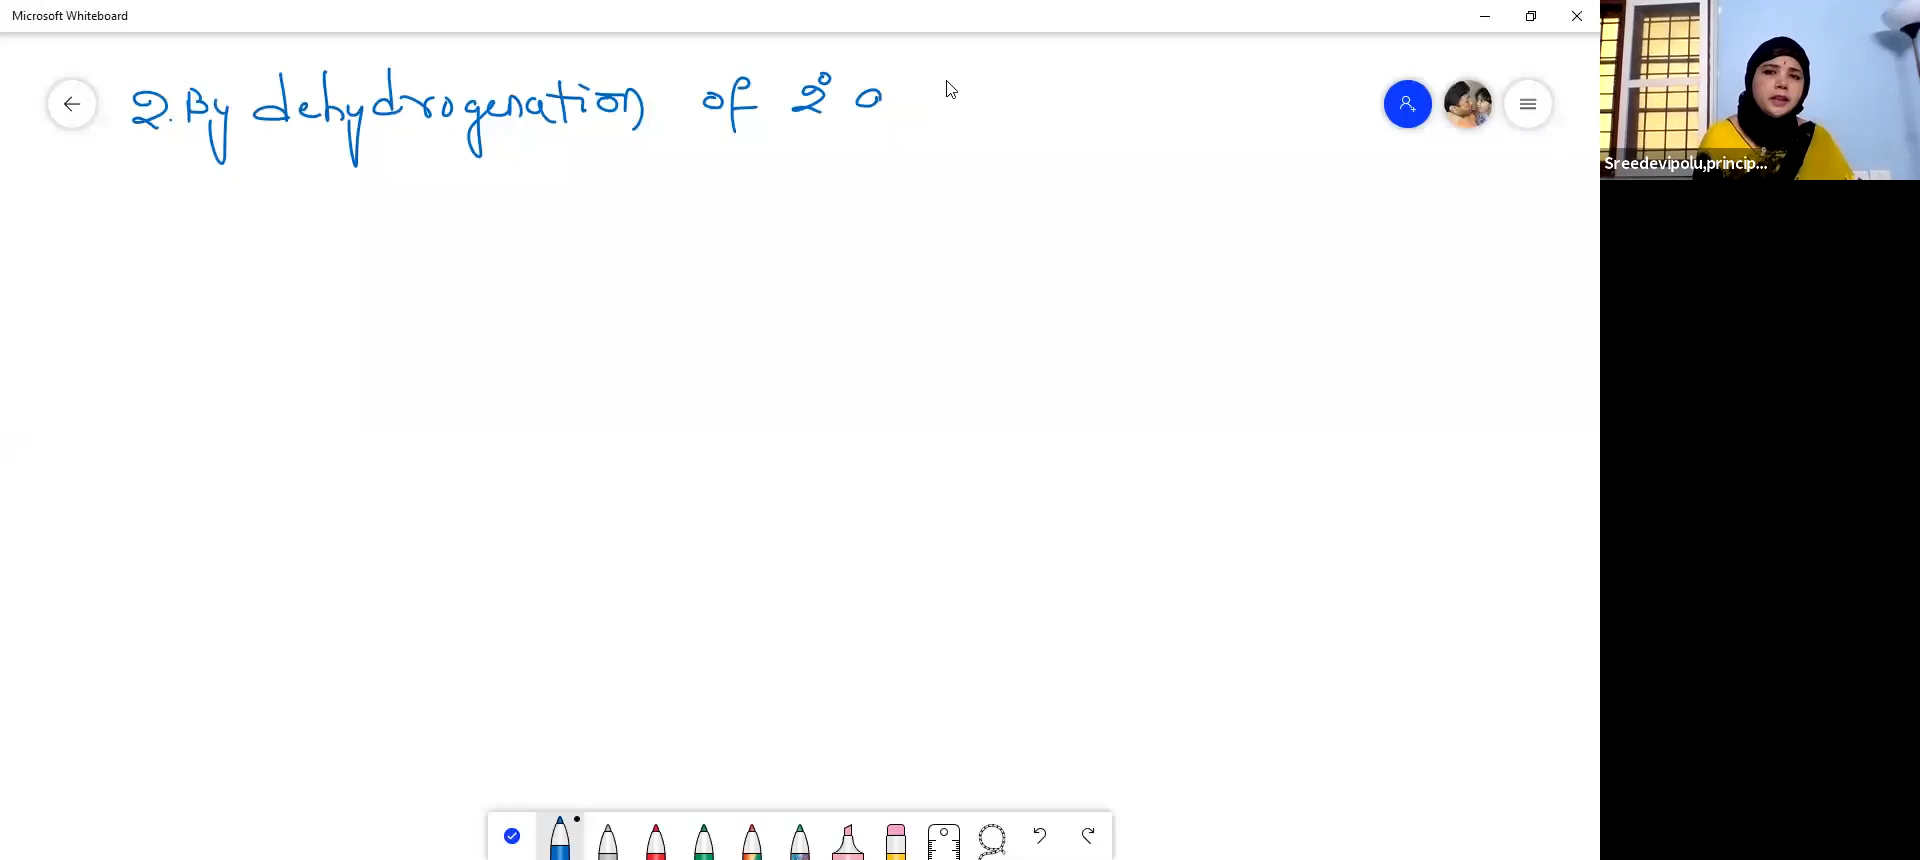 Microsoft Whiteboard
2. By dehydrogenation of 2° a
Sreedevipolu,princip...